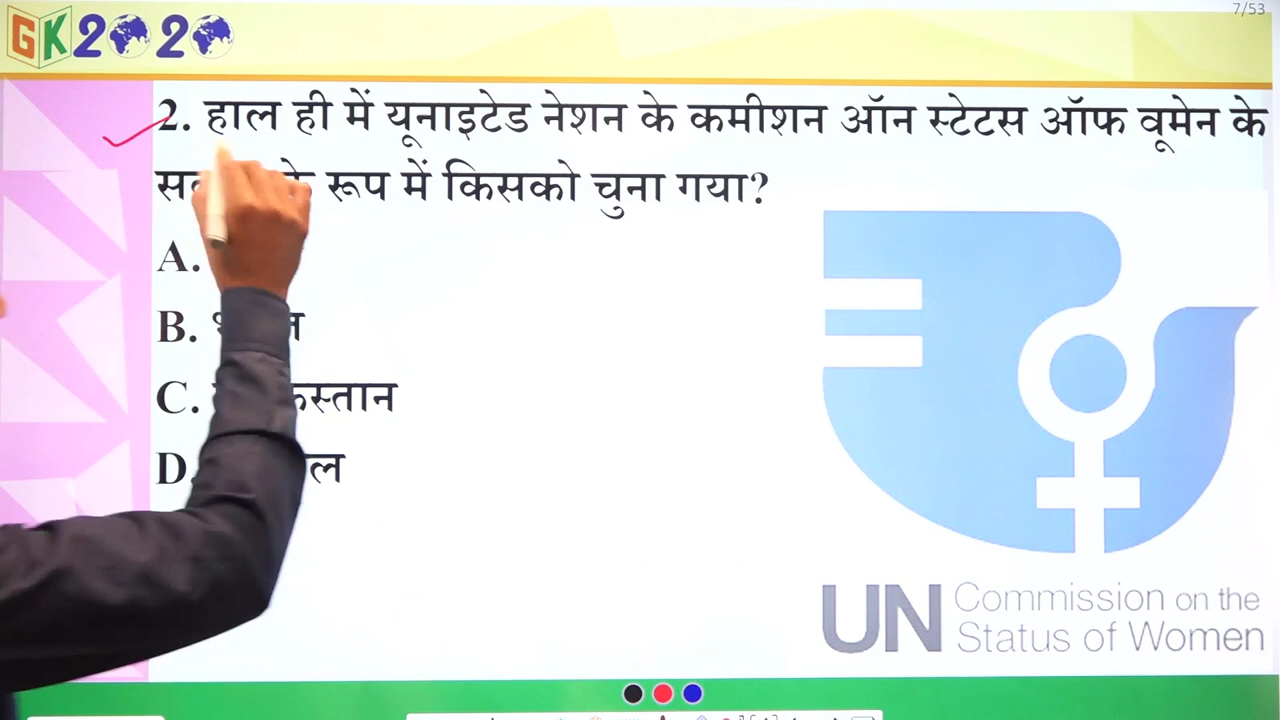 7/53
GK2020
2. हाल ही में यूनाइटेड नेशन के कमीशन ऑन स्टेटस ऑफ वूमेन के
रूप में किसको चुना गया?
A.
B.
C.
D.
UN Commission on the
Status of Women